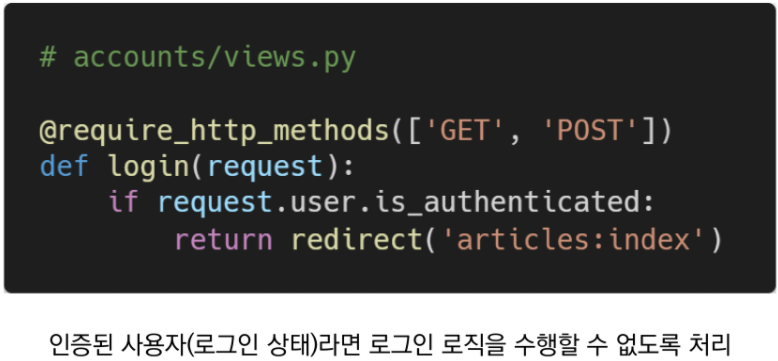 # accounts/views.py
@require_http_methods(['GET', 'POST'])
def login(request):
    if request.user.is_authenticated:
        return redirect('articles:index')
인증된 사용자(로그인 상태)라면 로그인 로직을 수행할 수 없도록 처리